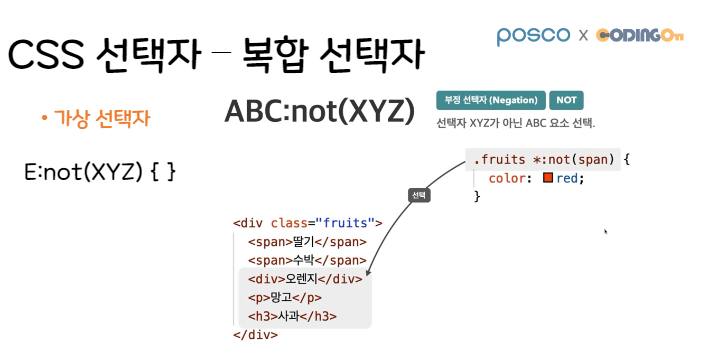 posco x CODINGOn
CSS 선택자 – 복합 선택자
• 가상 선택자
ABC:not(XYZ)
부정 선택자 (Negation) NOT
선택자 XYZ가 아닌 ABC 요소 선택.
E:not(XYZ) { }
.fruits *:not(span) {
color: red;
}
선택
<div class="fruits">
<span>딸기</span>
<span>수박</span>
<div>오렌지</div>
<p>망고</p>
<h3>사과</h3>
</div>